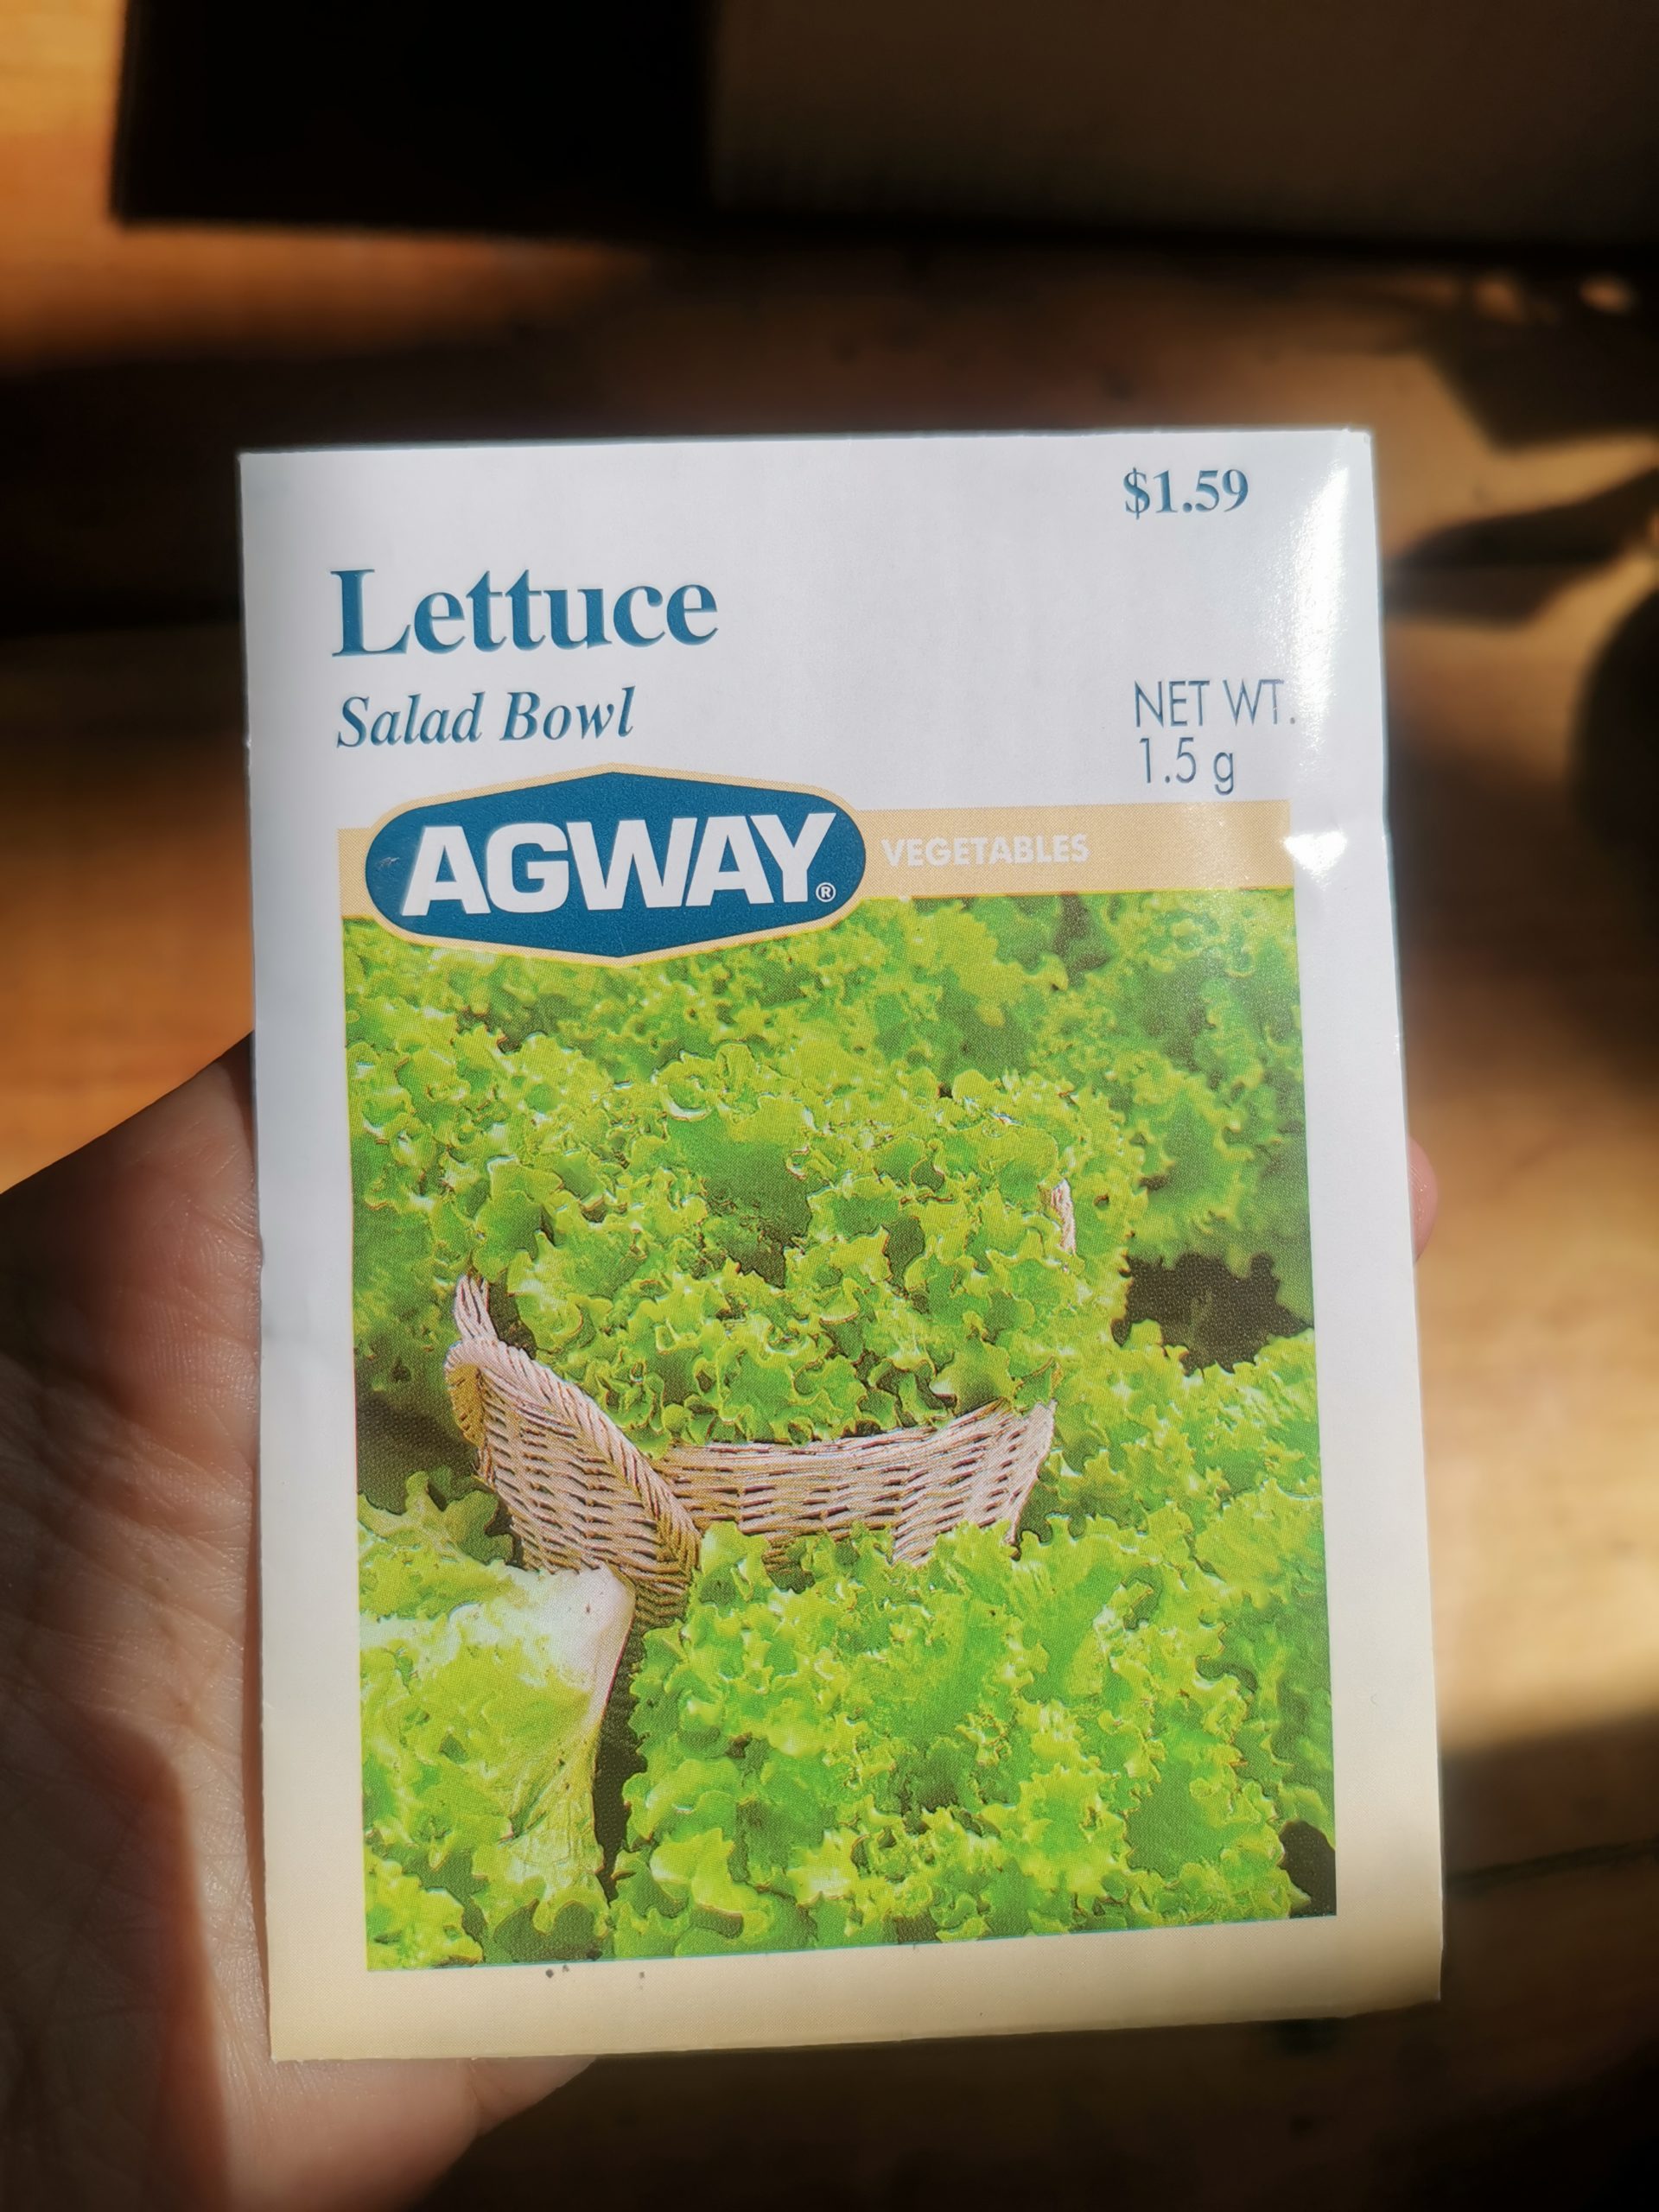 $1.59
Lettuce
Salad Bowl
NET WT.
1.5 g
AGWAY®
VEGETABLES